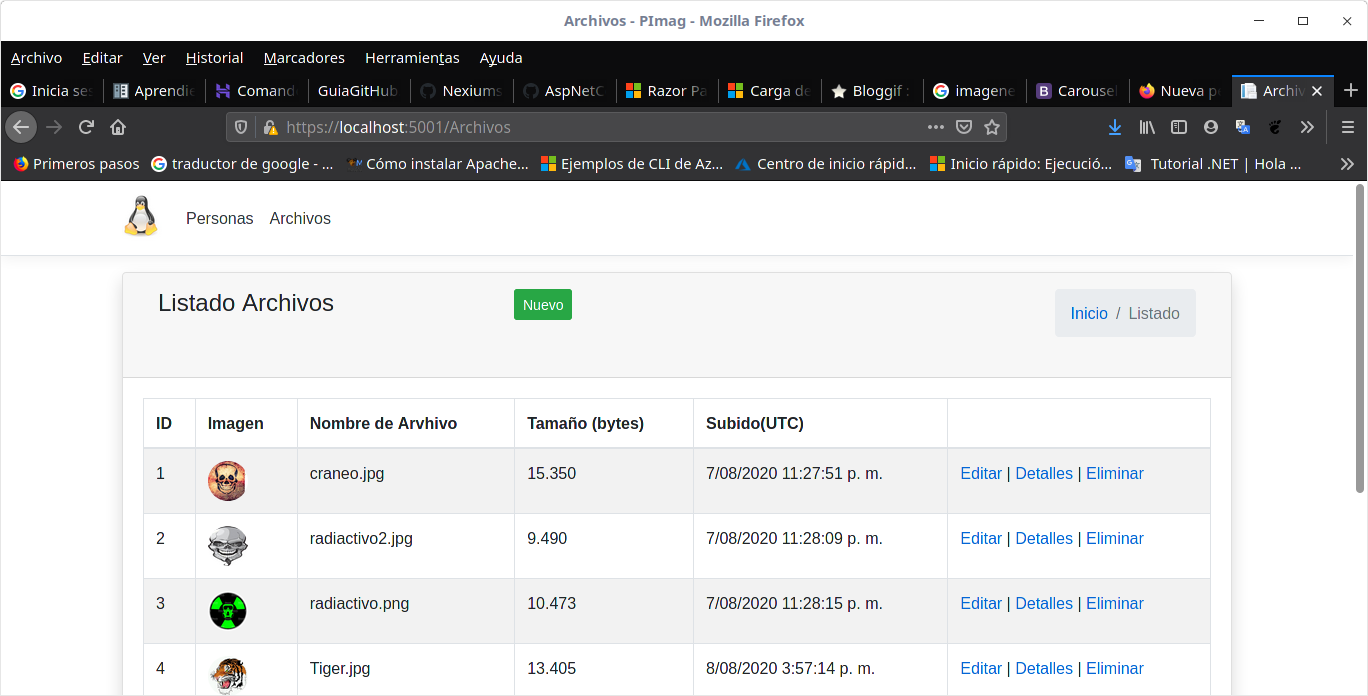 Archivos - PImag - Mozilla Firefox
Archivo Editar Ver Historial Marcadores Herramientas Ayuda
Inicia ses Aprendie Comand GuiaGitHub Nexiums AspNetC Razor Pa Carga de Bloggif : imagene Carousel Nueva pe Archiv
https://localhost:5001/Archivos
Primeros pasos traductor de google - ... Cómo instalar Apache... Ejemplos de CLI de Az... Centro de inicio rápid... Inicio rápido: Ejecució... Tutorial .NET | Hola ...
Personas Archivos
Listado Archivos Nuevo Inicio / Listado
ID Imagen Nombre de Arvhivo Tamaño (bytes) Subido(UTC)
1 craneo.jpg 15.350 7/08/2020 11:27:51 p. m. Editar | Detalles | Eliminar
2 radiactivo2.jpg 9.490 7/08/2020 11:28:09 p. m. Editar | Detalles | Eliminar
3 radiactivo.png 10.473 7/08/2020 11:28:15 p. m. Editar | Detalles | Eliminar
4 Tiger.jpg 13.405 8/08/2020 3:57:14 p. m. Editar | Detalles | Eliminar